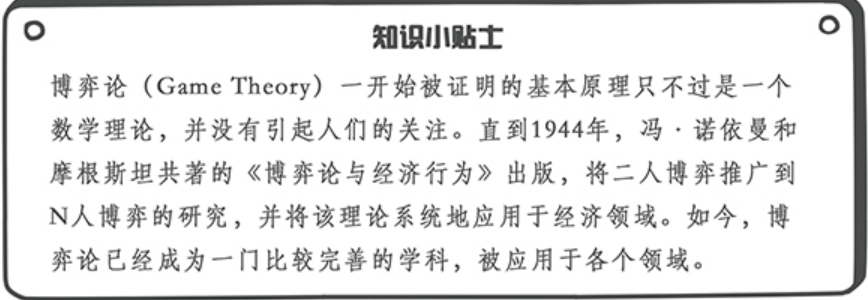 知识小贴士
博弈论（Game Theory）一开始被证明的基本原理只不过是一个
数学理论，并没有引起人们的关注。直到1944年，冯·诺依曼和
摩根斯坦共著的《博弈论与经济行为》出版，将二人博弈推广到
N人博弈的研究，并将该理论系统地应用于经济领域。如今，博
弈论已经成为一门比较完善的学科，被应用于各个领域。